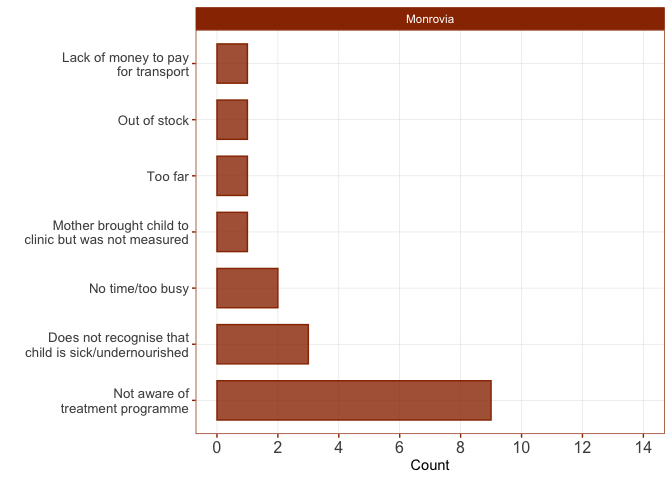 Monrovia
Lack of money to pay
for transport
Out of stock
Too far
Mother brought child to
clinic but was not measured
No time/too busy
Does not recognise that
child is sick/undernourished
Not aware of
treatment programme
0 2 4 6 8 10 12 14
Count